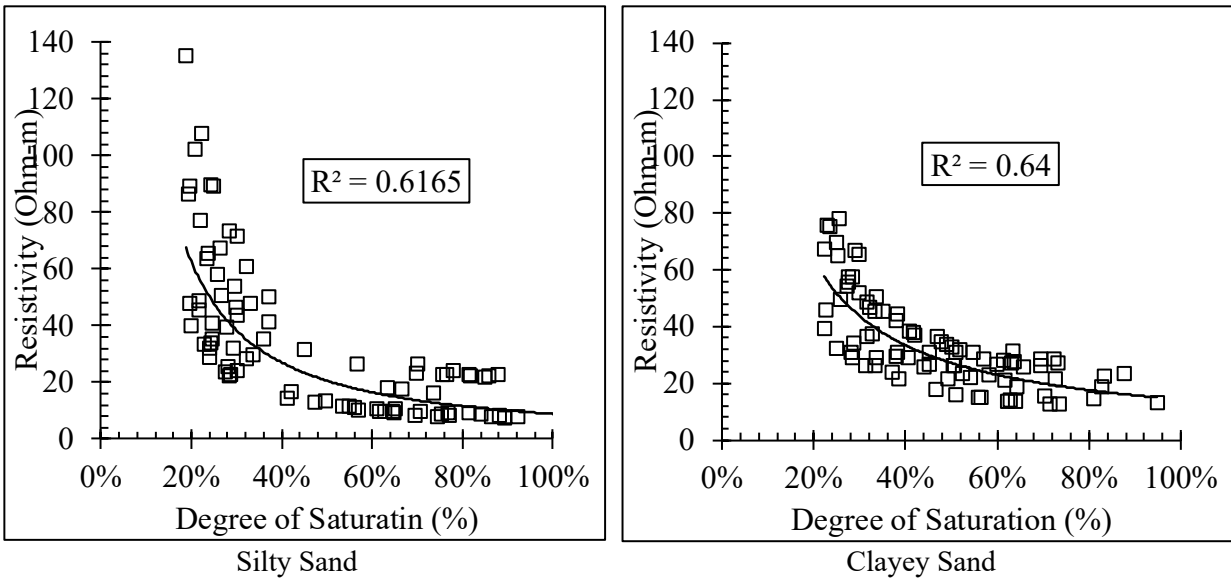 140
120
100
80
60
40
20
0
Resistivity (Ohm-m)
R² = 0.6165
0% 20% 40% 60% 80% 100%
Degree of Saturatin (%)
Silty Sand
140
120
100
80
60
40
20
0
Resistivity (Ohm-m)
R² = 0.64
0% 20% 40% 60% 80% 100%
Degree of Saturation (%)
Clayey Sand